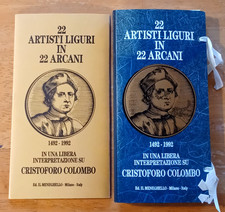 22
ARTISTI LIGURI
IN
22 ARCANI
1492 - 1992
IN UNA LIBERA
INTERPRETAZIONE SU
CRISTOFORO COLOMBO
Ed. IL MENEGHELLO - Milano - Italy
22
ARTISTI LIGURI
IN
22 ARCANI
1492 - 1992
IN UNA LIBERA
INTERPRETAZIONE SU
CRISTOFORO COLOMBO
Ed. IL MENEGHELLO - Milano - Italy